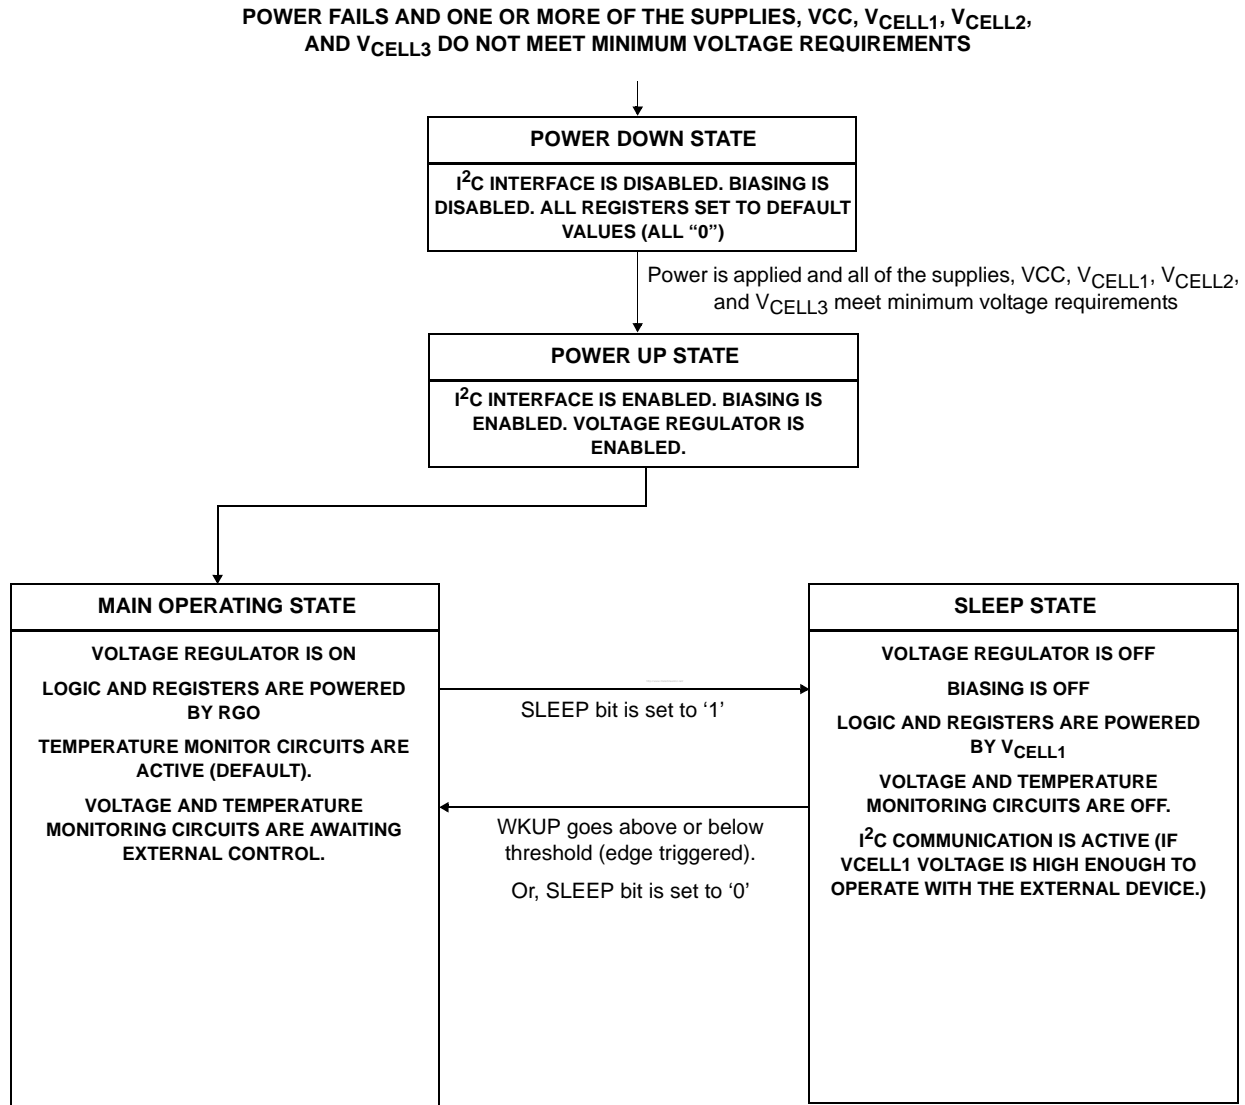 POWER FAILS AND ONE OR MORE OF THE SUPPLIES, VCC, VCELL1, VCELL2,
AND VCELL3 DO NOT MEET MINIMUM VOLTAGE REQUIREMENTS
POWER DOWN STATE
I2C INTERFACE IS DISABLED. BIASING IS
DISABLED. ALL REGISTERS SET TO DEFAULT
VALUES (ALL “0”)
Power is applied and all of the supplies, VCC, VCELL1, VCELL2,
and VCELL3 meet minimum voltage requirements
POWER UP STATE
I2C INTERFACE IS ENABLED. BIASING IS
ENABLED. VOLTAGE REGULATOR IS
ENABLED.
MAIN OPERATING STATE
VOLTAGE REGULATOR IS ON
LOGIC AND REGISTERS ARE POWERED
BY RGO
TEMPERATURE MONITOR CIRCUITS ARE
ACTIVE (DEFAULT).
VOLTAGE AND TEMPERATURE
MONITORING CIRCUITS ARE AWAITING
EXTERNAL CONTROL.
SLEEP bit is set to ‘1’
WKUP goes above or below
threshold (edge triggered).
Or, SLEEP bit is set to ‘0’
SLEEP STATE
VOLTAGE REGULATOR IS OFF
BIASING IS OFF
LOGIC AND REGISTERS ARE POWERED
BY VCELL1
VOLTAGE AND TEMPERATURE
MONITORING CIRCUITS ARE OFF.
I2C COMMUNICATION IS ACTIVE (IF
VCELL1 VOLTAGE IS HIGH ENOUGH TO
OPERATE WITH THE EXTERNAL DEVICE.)